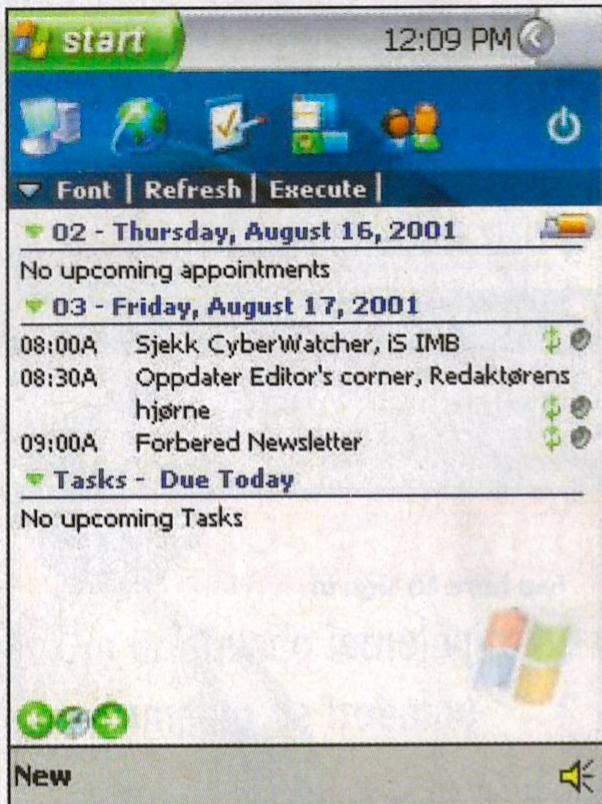 start 12:09 PM
Font | Refresh | Execute |
02 - Thursday, August 16, 2001
No upcoming appointments
03 - Friday, August 17, 2001
08:00A Sjekk CyberWatcher, iS IMB
08:30A Oppdater Editor's corner, Redaktørens
hjørne
09:00A Forbered Newsletter
Tasks - Due Today
No upcoming Tasks
New